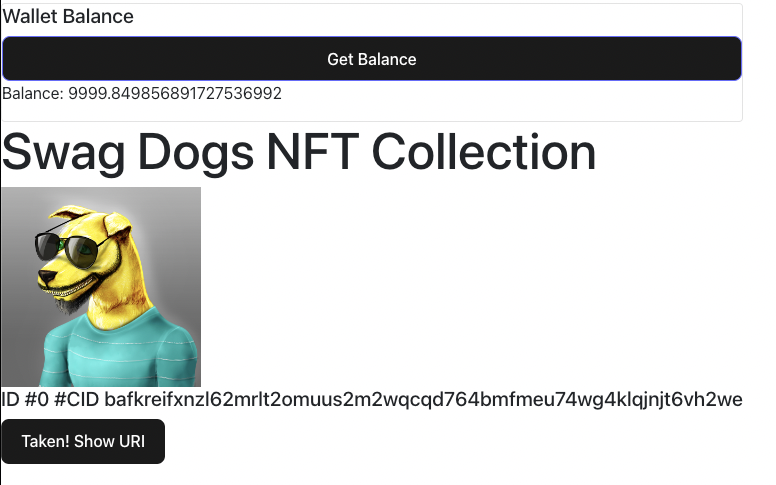 Wallet Balance
Get Balance
Balance: 9999.849856891727536992
Swag Dogs NFT Collection
ID #0 #CID bafkreifxnzl62mrlt2omuus2m2wqcqd764bmfmeu74wg4klqjnjt6vh2we
Taken! Show URI